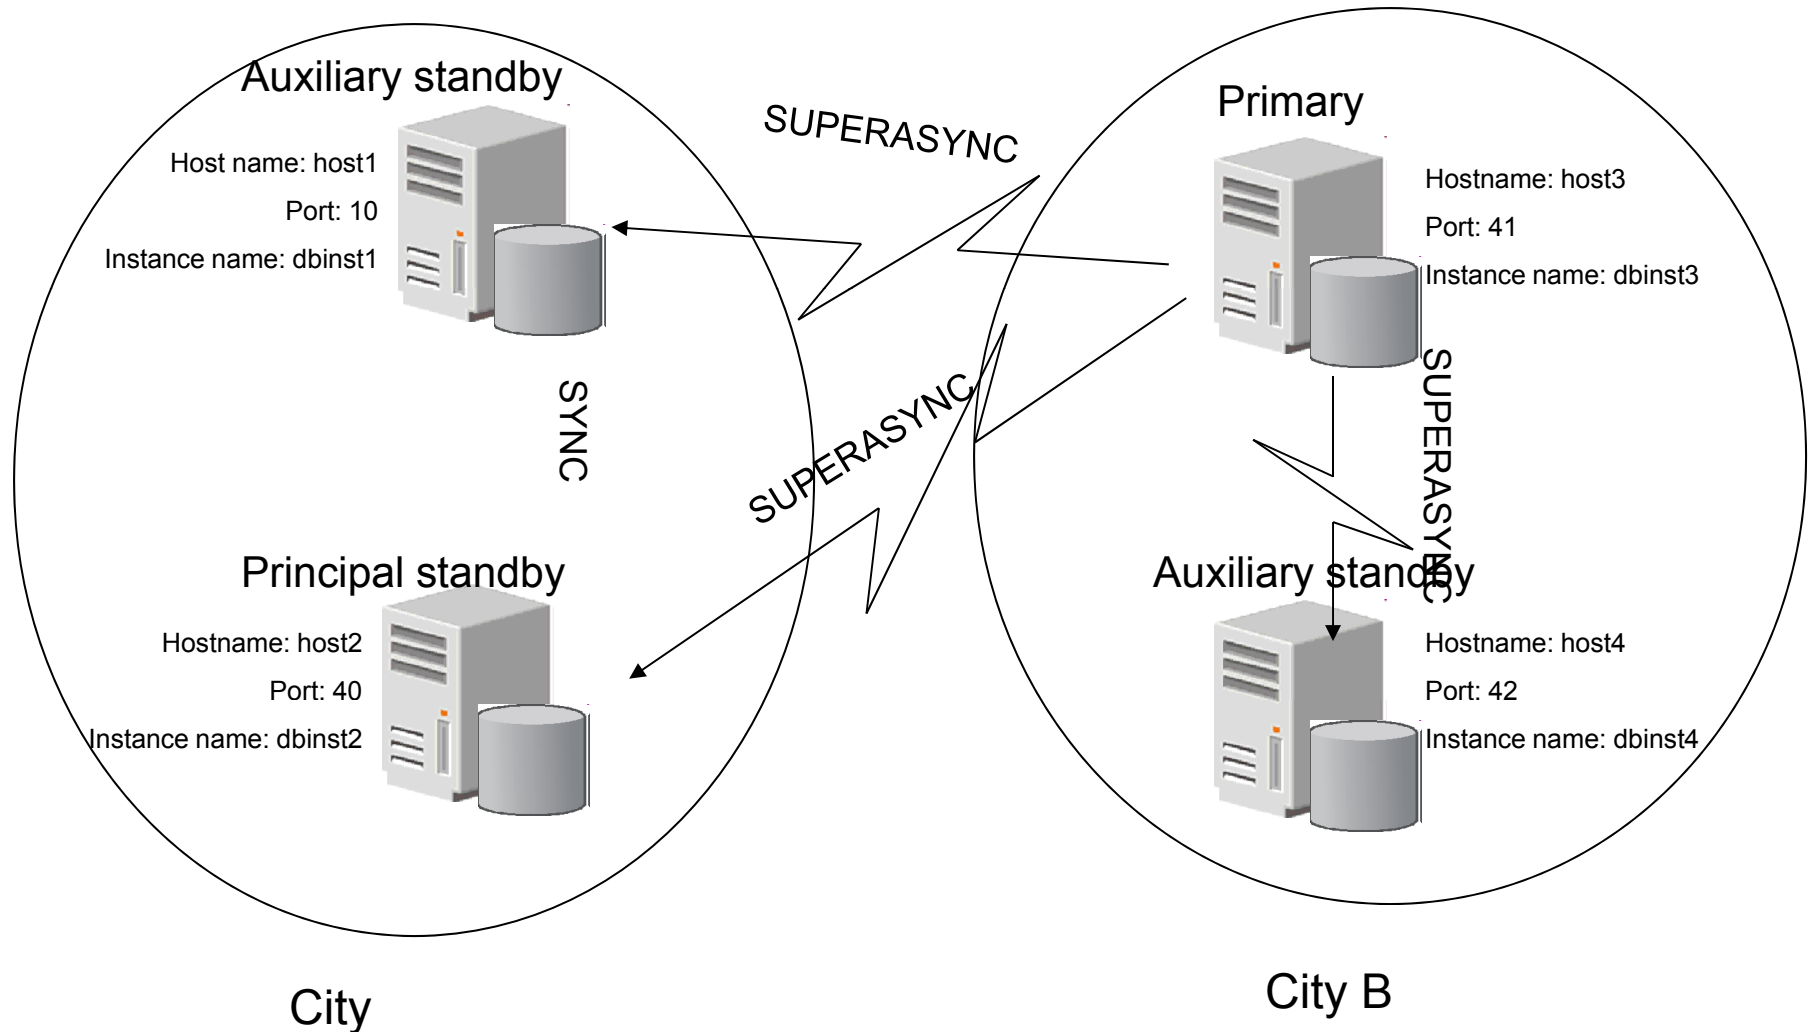 Auxiliary standby
Host name: host1
Port: 10
Instance name: dbinst1
SUPERASYNC
Primary
Hostname: host3
Port: 41
Instance name: dbinst3
SYNC
SUPERASYNC
SUPERASYNC
Principal standby
Hostname: host2
Port: 40
Instance name: dbinst2
Auxiliary standby
Hostname: host4
Port: 42
Instance name: dbinst4
City
City B